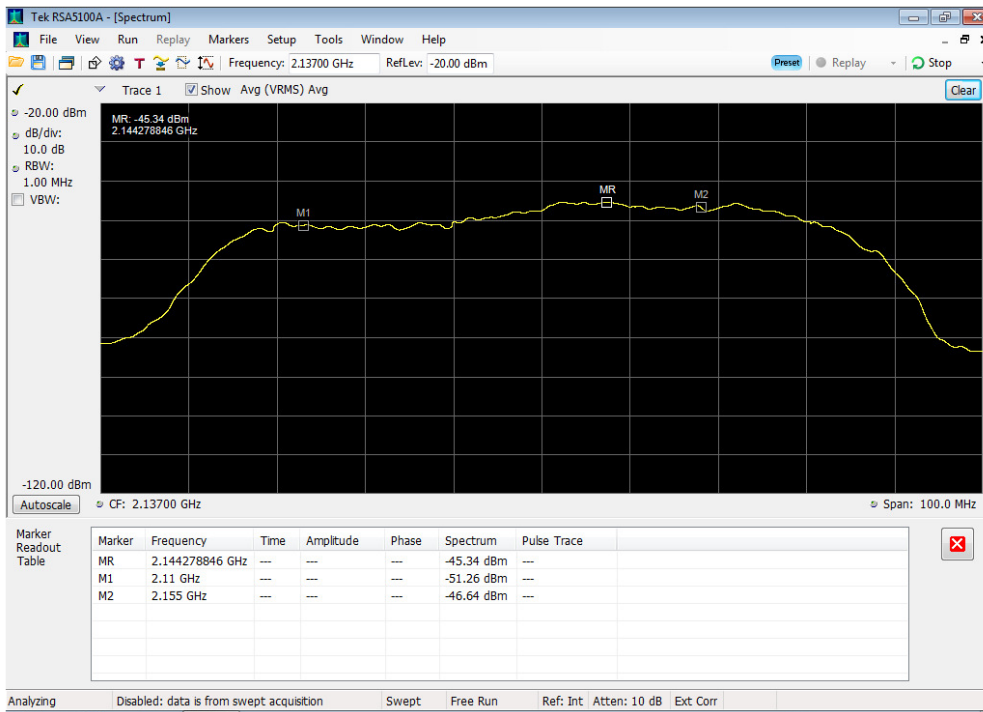 Tek RSA5100A - [Spectrum]
File View Run Replay Markers Setup Tools Window Help
T Frequency: 2.13700 GHz RefLev: -20.00 dBm Preset Replay Stop
Trace 1 Show Avg (VRMS) Avg Clear
-20.00 dBm
dB/div:
10.0 dB
RBW:
1.00 MHz
VBW:
MR: -45.34 dBm
2.144278846 GHz
MR
M2
M1
-120.00 dBm
Autoscale CF: 2.13700 GHz Span: 100.0 MHz
Marker
Readout
Table
Marker Frequency Time Amplitude Phase Spectrum Pulse Trace
MR 2.144278846 GHz --- --- --- -45.34 dBm ---
M1 2.11 GHz --- --- --- -51.26 dBm ---
M2 2.155 GHz --- --- --- -46.64 dBm ---
Analyzing Disabled: data is from swept acquisition Swept Free Run Ref: Int Atten: 10 dB Ext Corr